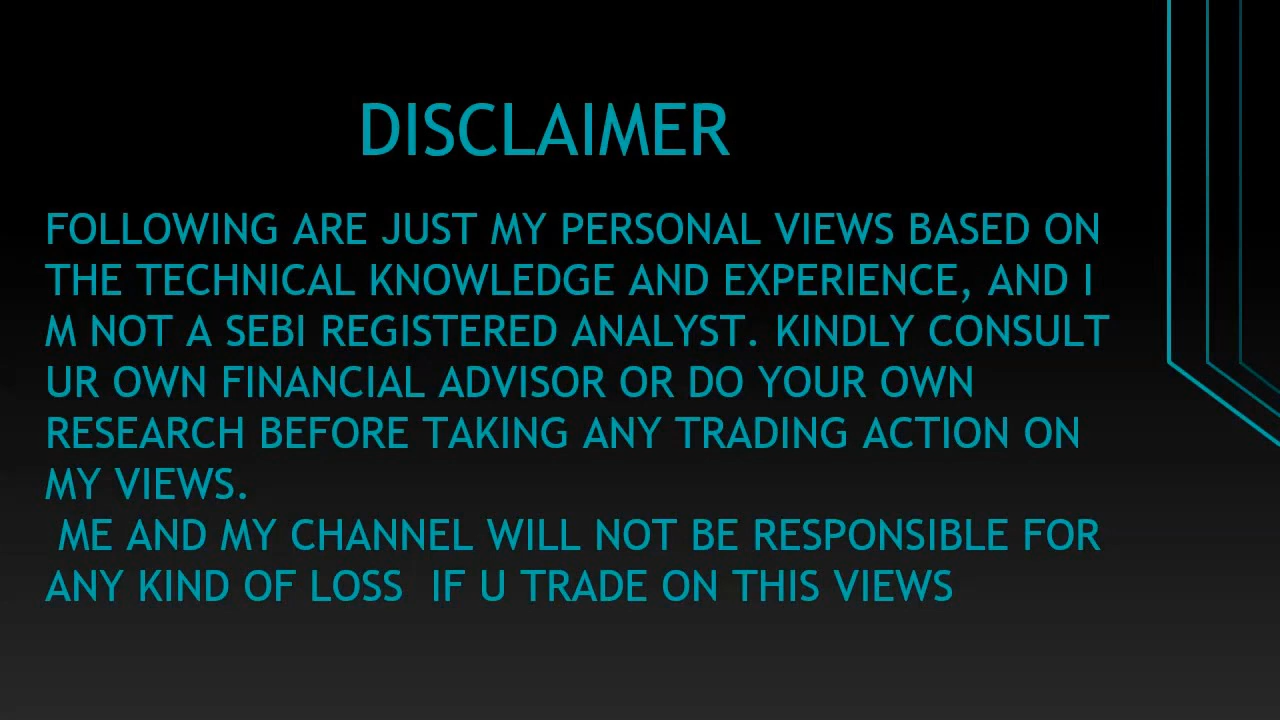 DISCLAIMER
FOLLOWING ARE JUST MY PERSONAL VIEWS BASED ON
THE TECHNICAL KNOWLEDGE AND EXPERIENCE, AND I
M NOT A SEBI REGISTERED ANALYST. KINDLY CONSULT
UR OWN FINANCIAL ADVISOR OR DO YOUR OWN
RESEARCH BEFORE TAKING ANY TRADING ACTION ON
MY VIEWS.
ME AND MY CHANNEL WILL NOT BE RESPONSIBLE FOR
ANY KIND OF LOSS  IF U TRADE ON THIS VIEWS